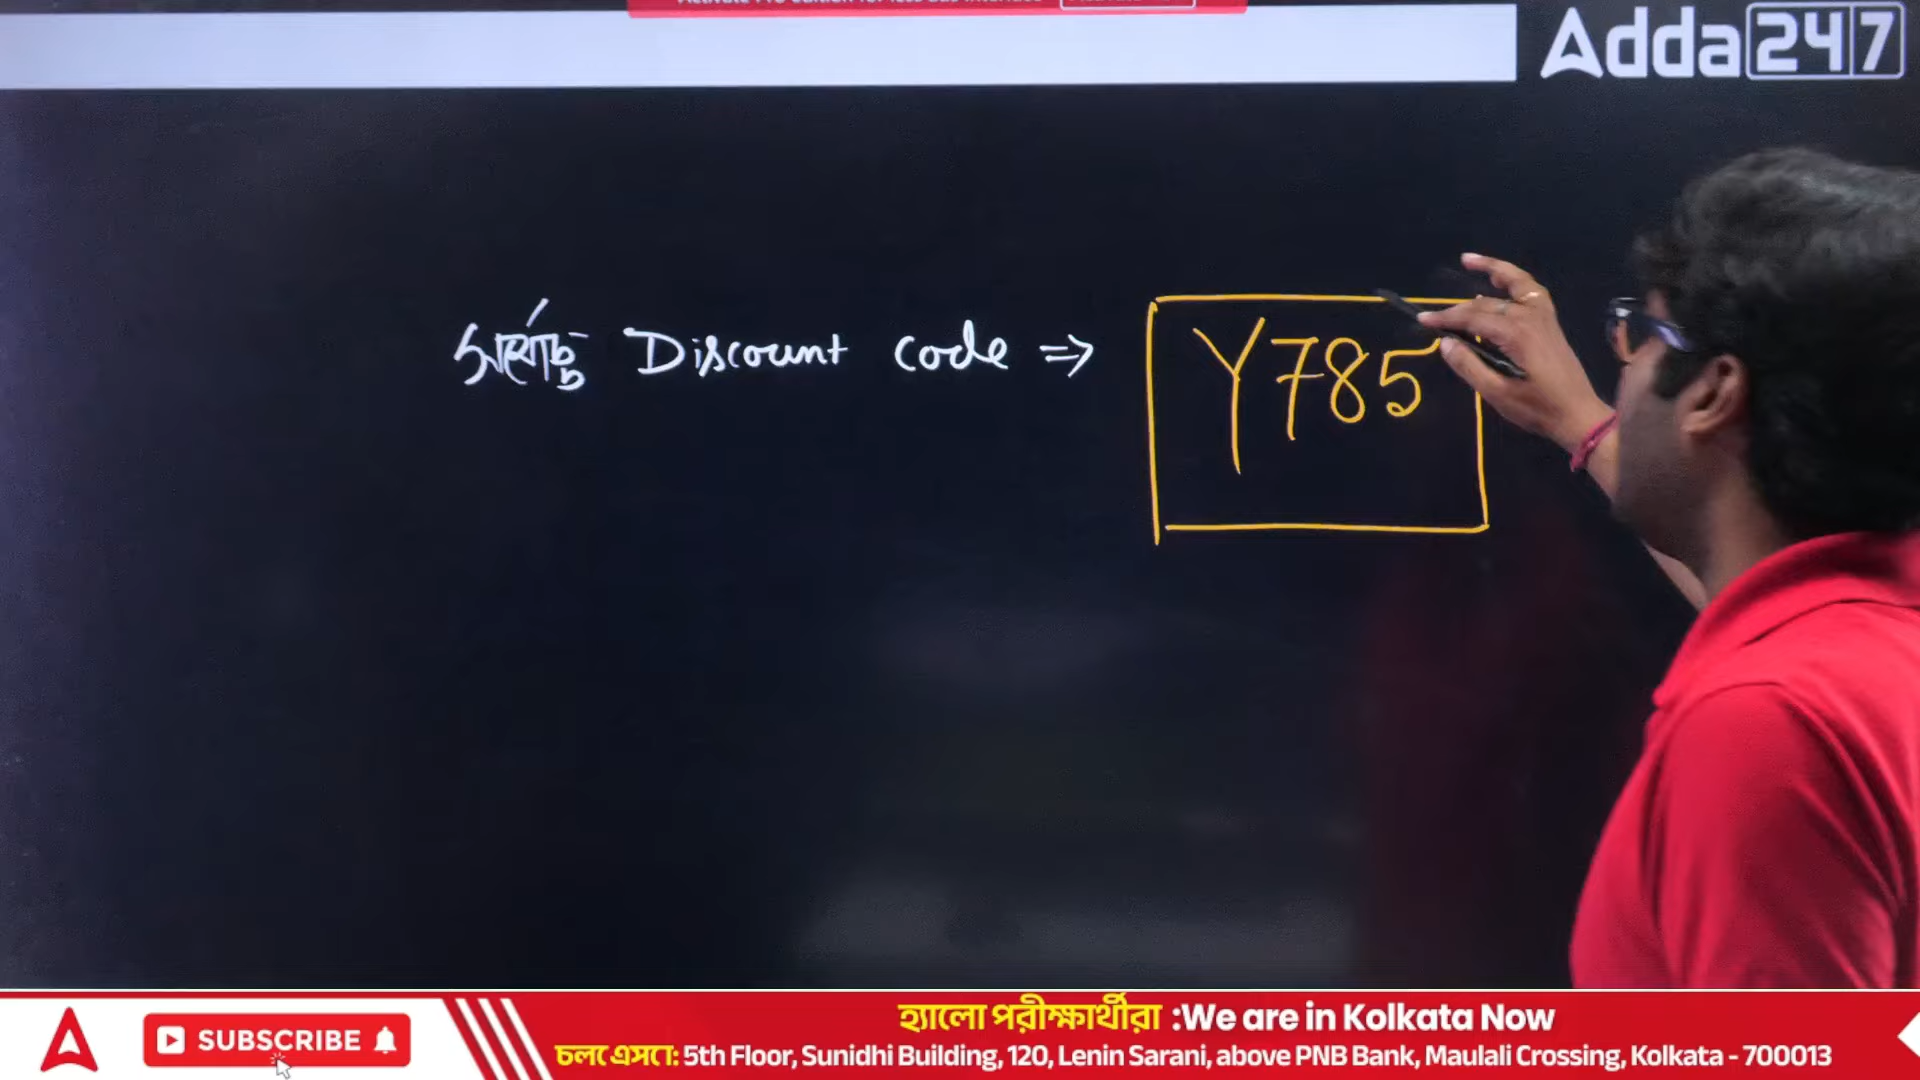 Adda247
সর্বোচ্চ Discount code ⇒ Y785
SUBSCRIBE
হ্যালো পরীক্ষার্থীরা :We are in Kolkata Now
চলে এসো: 5th Floor, Sunidhi Building, 120, Lenin Sarani, above PNB Bank, Maulali Crossing, Kolkata - 700013